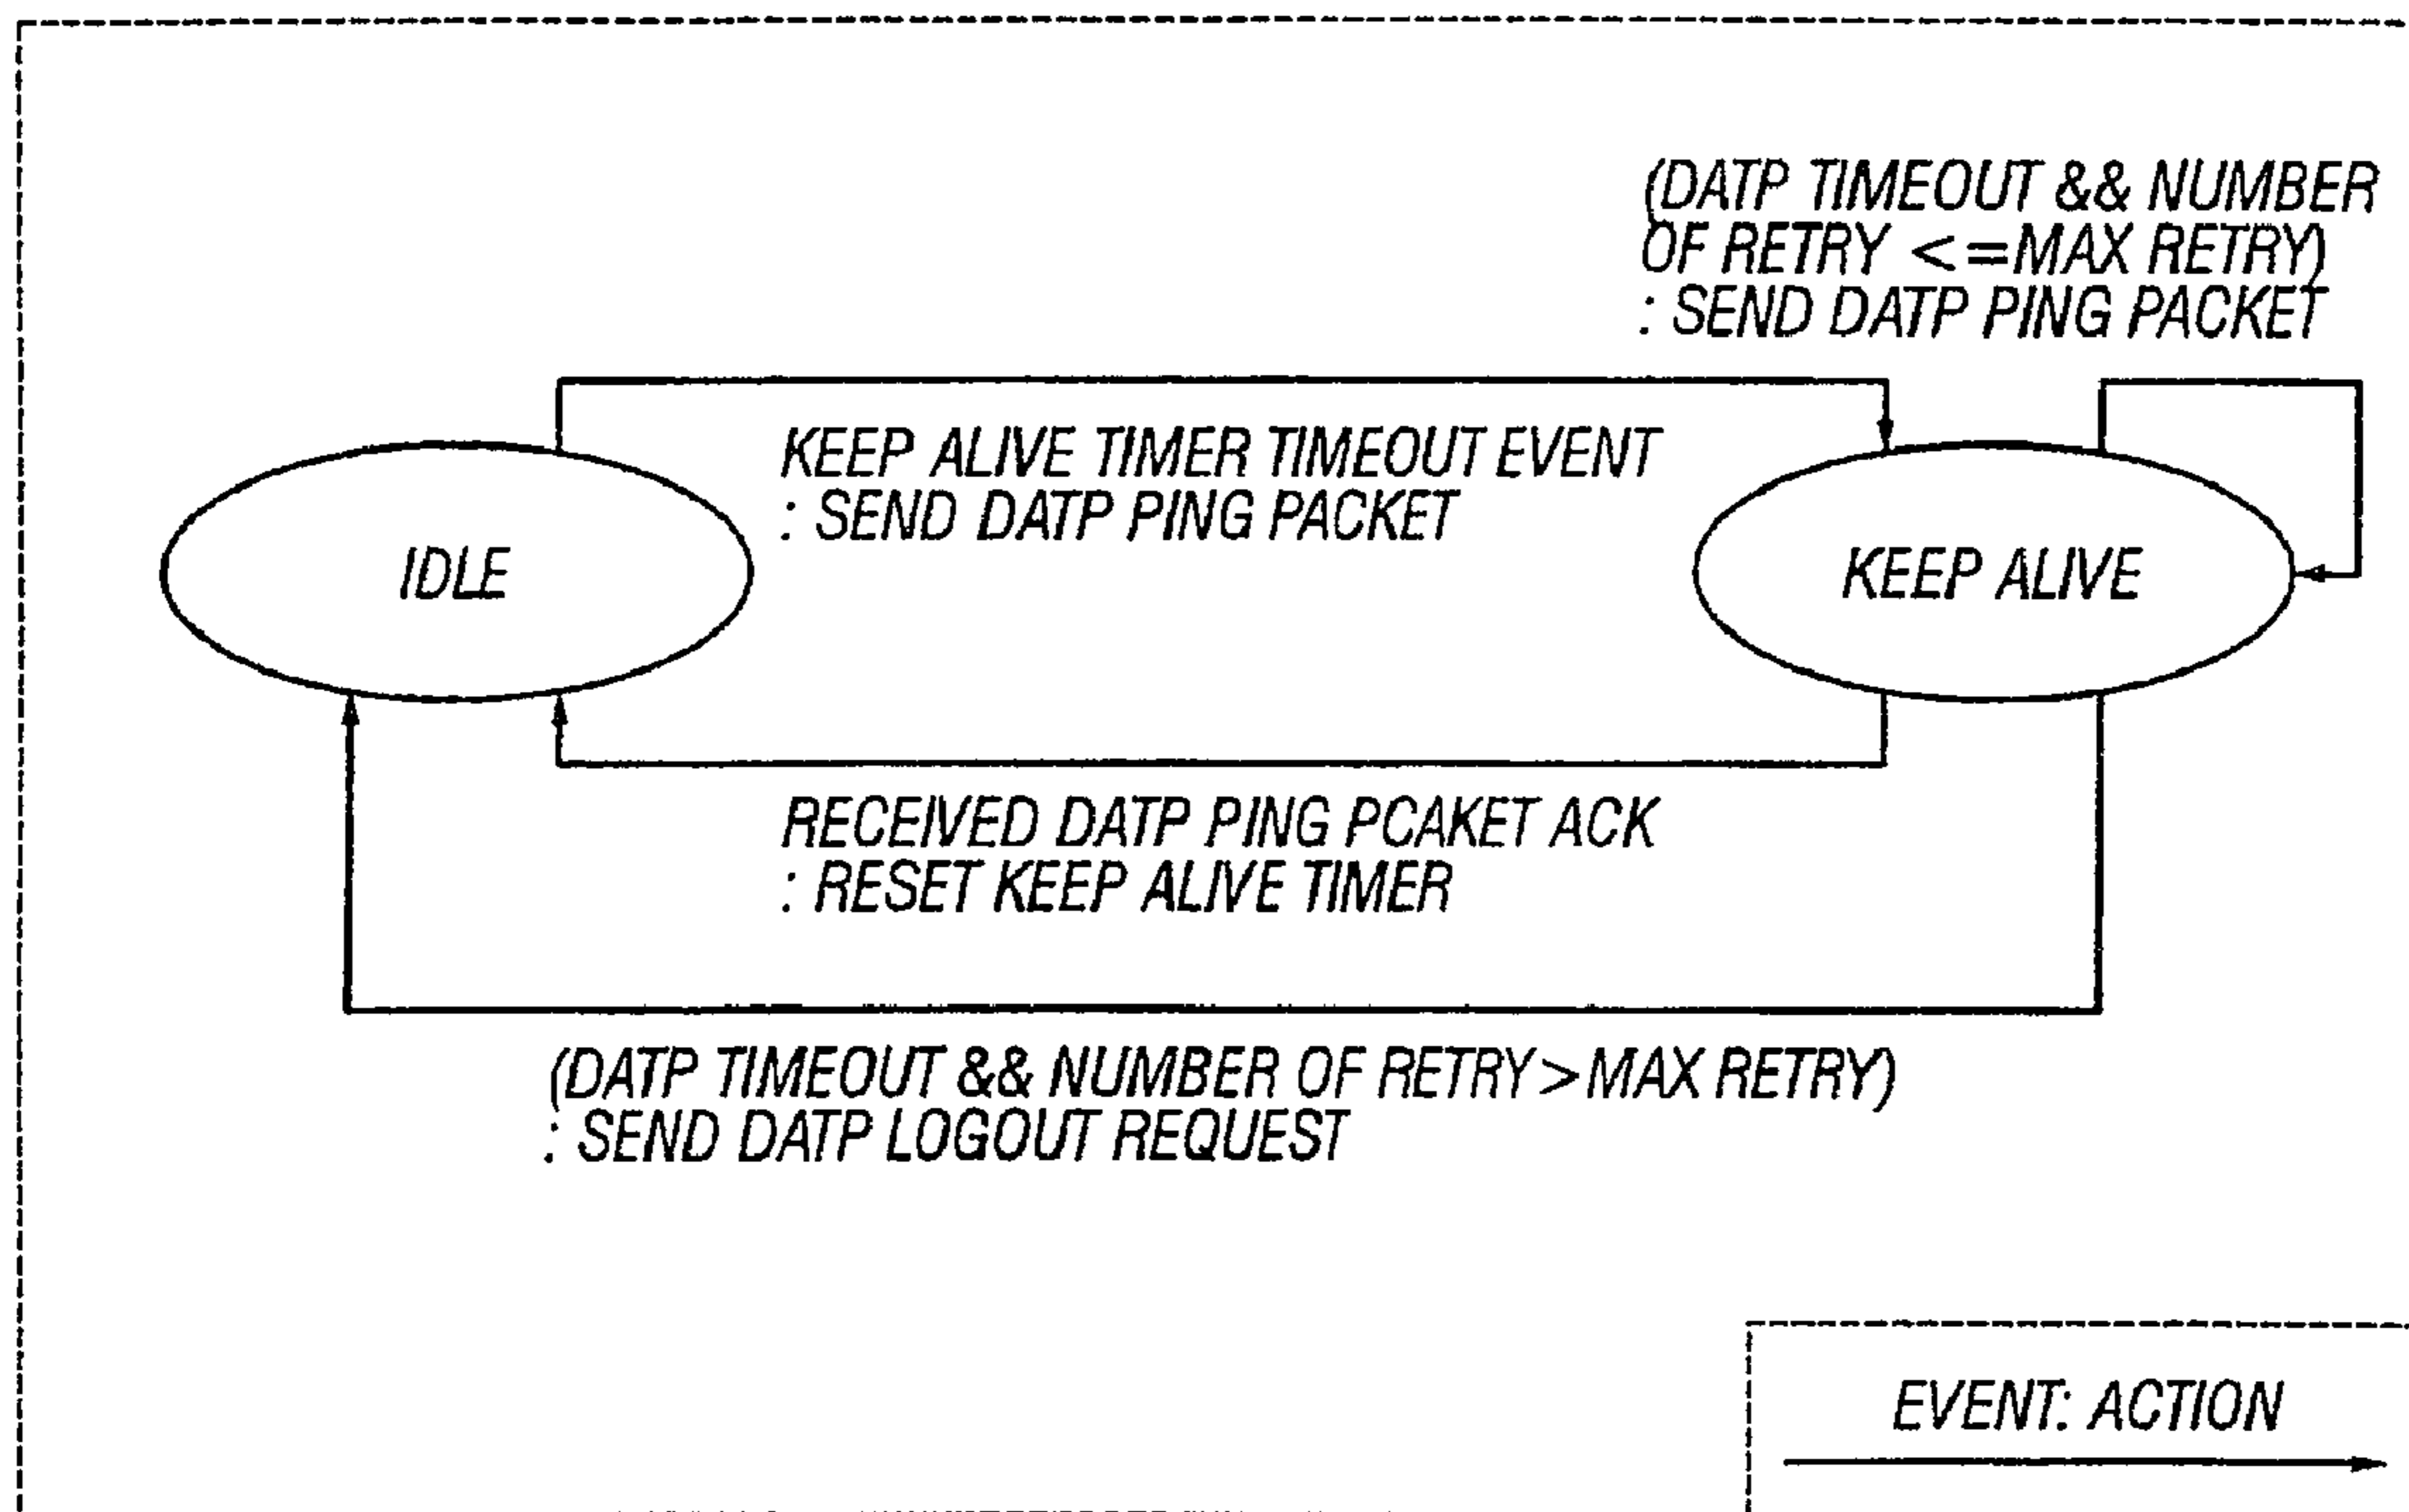 (DATP TIMEOUT && NUMBER
OF RETRY <=MAX RETRY)
: SEND DATP PING PACKET
KEEP ALIVE TIMER TIMEOUT EVENT
: SEND DATP PING PACKET
IDLE
KEEP ALIVE
RECEIVED DATP PING PCAKET ACK
: RESET KEEP ALIVE TIMER
(DATP TIMEOUT && NUMBER OF RETRY>MAX RETRY)
: SEND DATP LOGOUT REQUEST
EVENT: ACTION